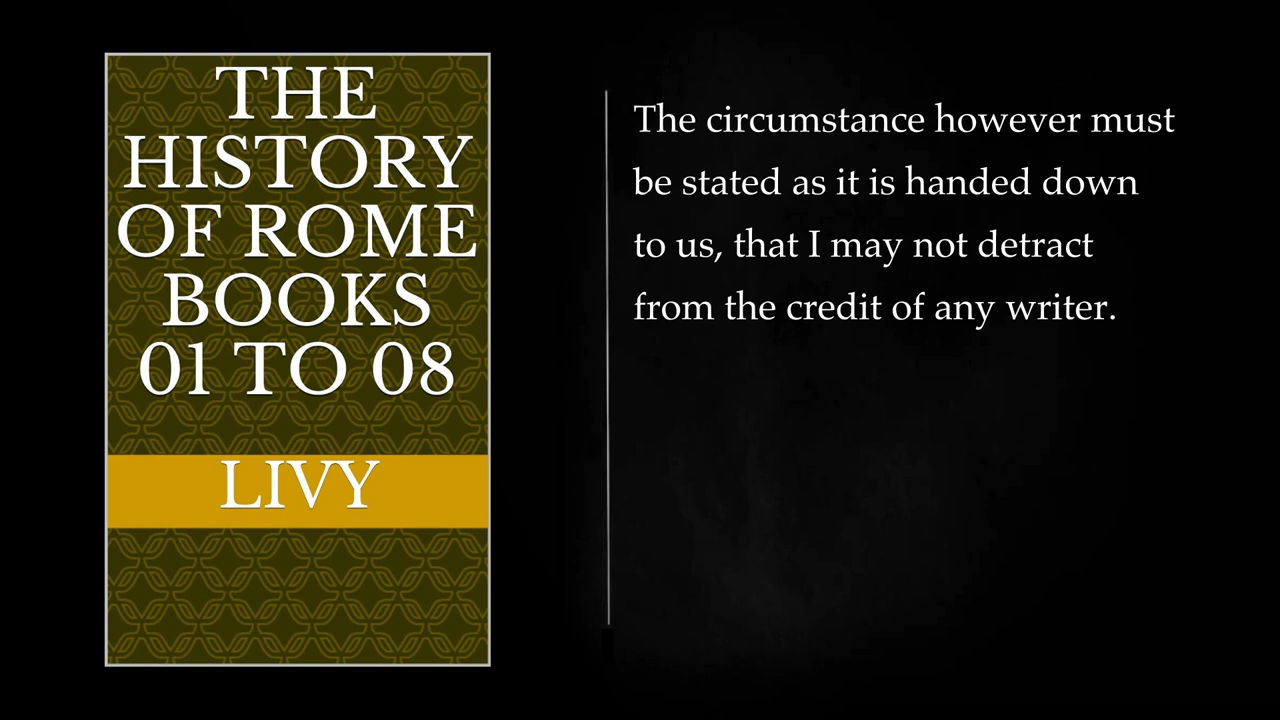 THE
HISTORY
OF ROME
BOOKS
01 TO 08
LIVY
The circumstance however must
be stated as it is handed down
to us, that I may not detract
from the credit of any writer.